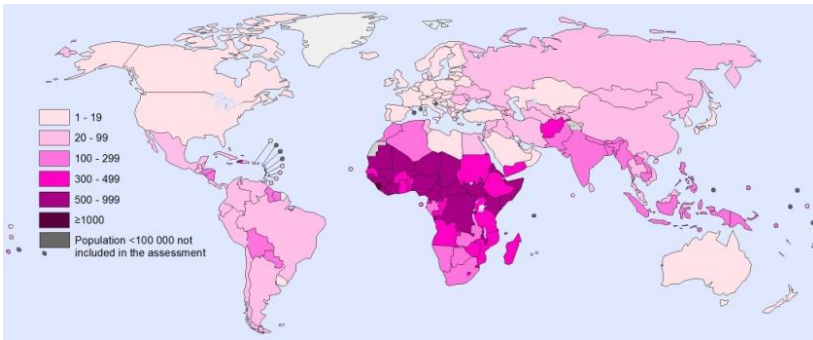 1 - 19
20 - 99
100 - 299
300 - 499
500 - 999
≥1000
Population <100 000 not
included in the assessment